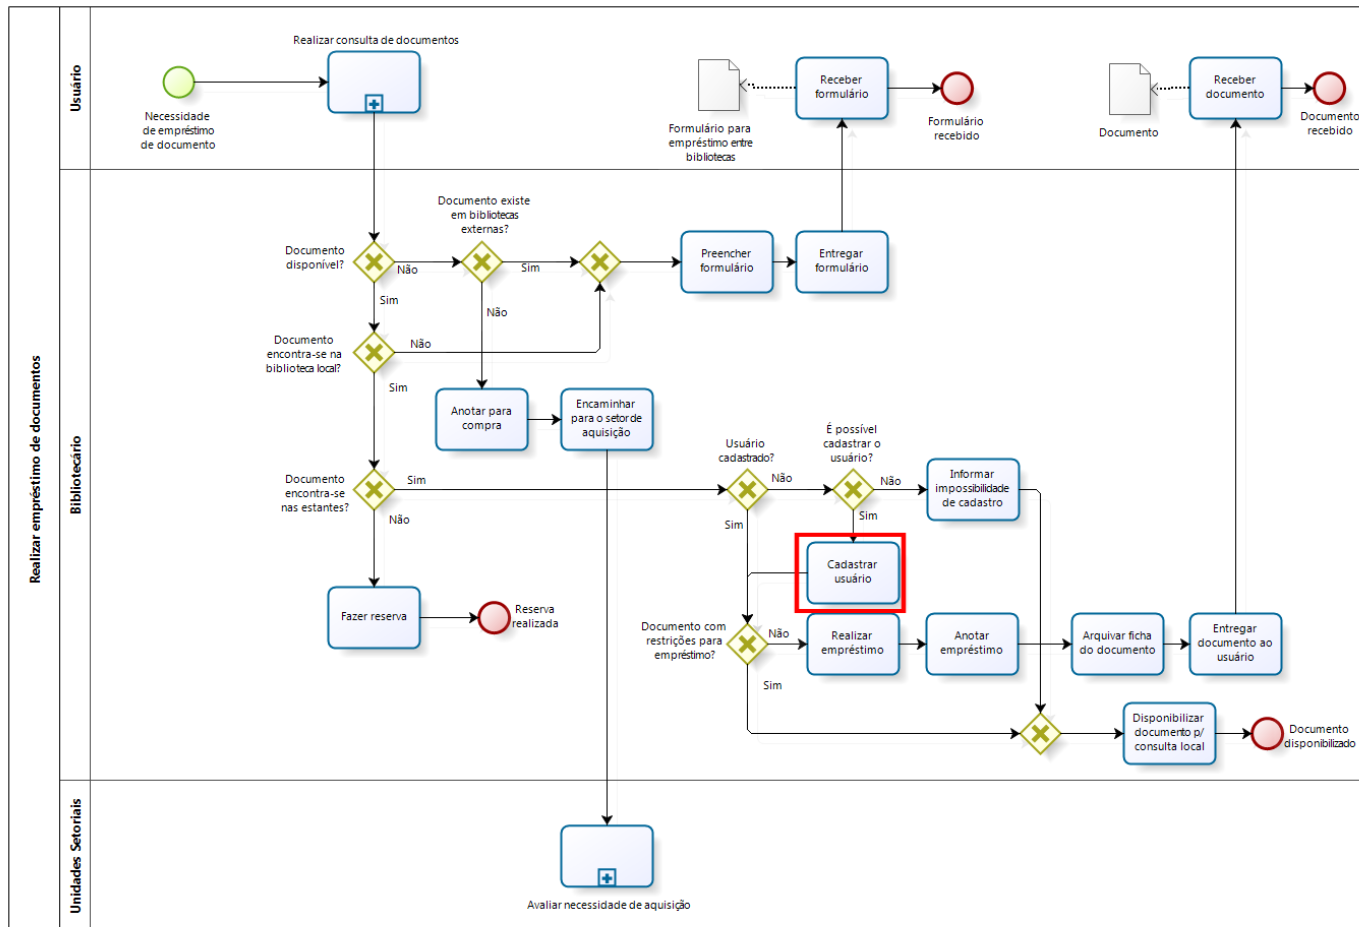 Realizar empréstimo de documentos
Usuário
Realizar consulta de documentos
Necessidade
de empréstimo
de documento
Formulário para
empréstimo entre
bibliotecas
Receber
formulário
Formulário
recebido
Documento
Receber
documento
Documento
recebido
Bibliotecário
Documento
disponível?
Não
Sim
Documento existe
em bibliotecas
externas?
Sim
Não
Preencher
formulário
Entregar
formulário
Documento
encontra-se na
biblioteca local?
Não
Sim
Anotar para
compra
Encaminhar
para o setor de
aquisição
Documento
encontra-se
nas estantes?
Sim
Não
Usuário
cadastrado?
Não
Sim
É possível
cadastrar o
usuário?
Não
Sim
Informar
impossibilidade
de cadastro
Cadastrar
usuário
Fazer reserva
Reserva
realizada
Documento com
restrições para
empréstimo?
Não
Sim
Realizar
empréstimo
Anotar
empréstimo
Arquivar ficha
do documento
Entregar
documento ao
usuário
Disponibilizar
documento p/
consulta local
Documento
disponibilizado
Unidades Setoriais
Avaliar necessidade de aquisição